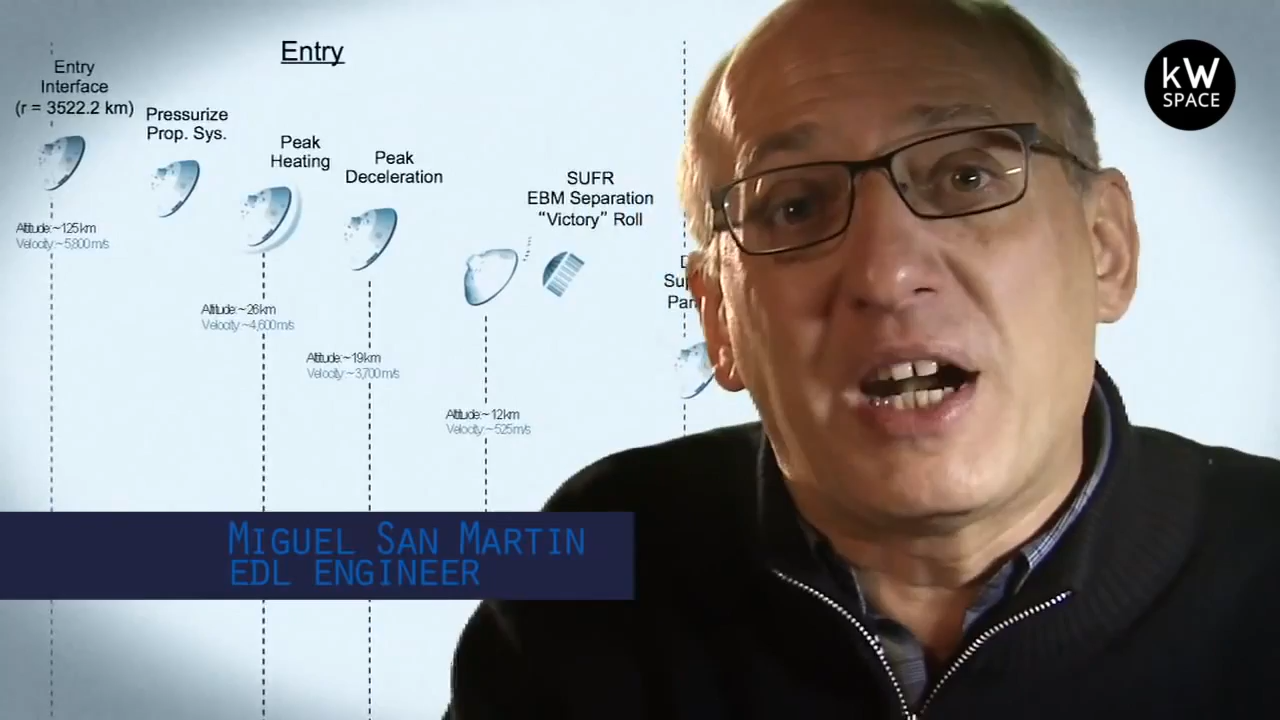 Entry
Entry
Interface
(r = 3522.2 km)
Pressurize
Prop. Sys.
Peak
Heating
Peak
Deceleration
SUFR
EBM Separation
“Victory” Roll
Altitude:~125 km
Velocity:~5,800 m/s
Altitude:~26 km
Velocity:~4,600 m/s
Altitude:~19 km
Velocity:~3,700 m/s
Altitude:~12 km
Velocity:~525 m/s
MIGUEL SAN MARTIN
EDL ENGINEER
kW
SPACE